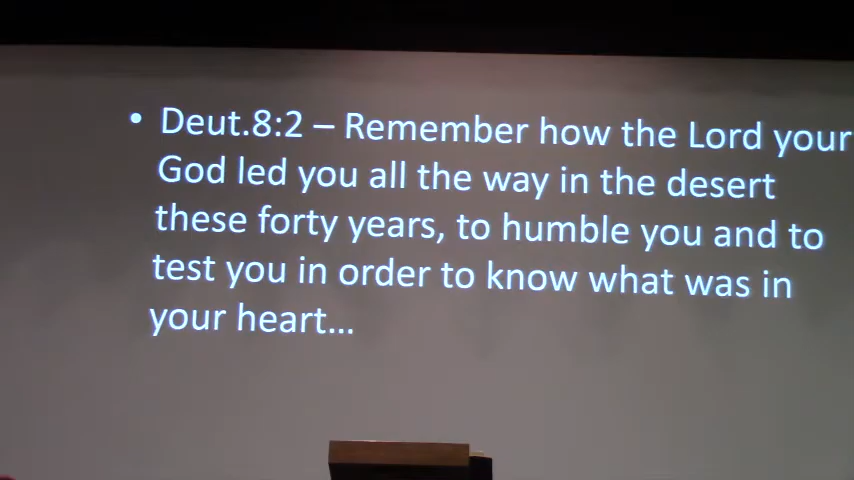 • Deut.8:2 – Remember how the Lord your
God led you all the way in the desert
these forty years, to humble you and to
test you in order to know what was in
your heart…